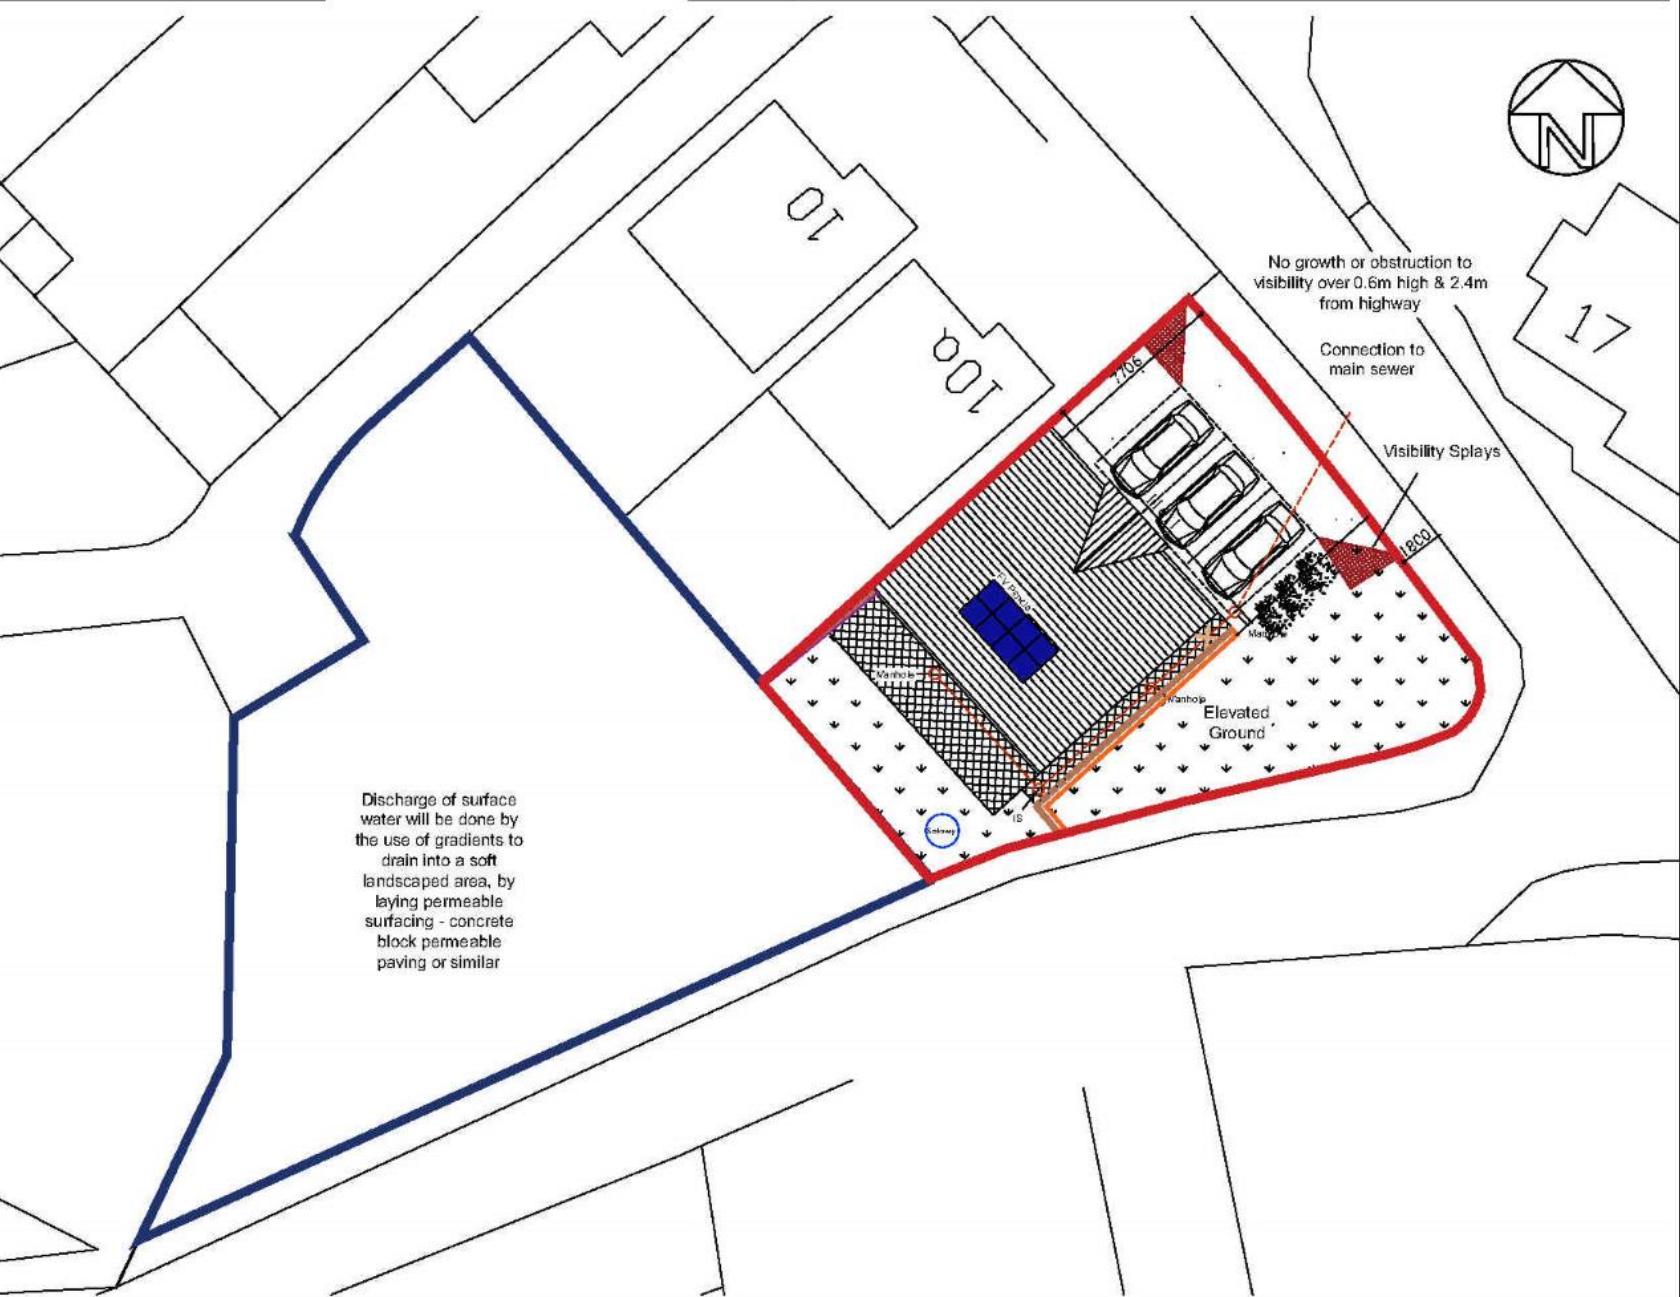 N
10
10a
17
No growth or obstruction to
visibility over 0.6m high & 2.4m
from highway
Connection to
main sewer
7706
Visibility Splays
1800
PV Panels
Manhole
Manhole
Elevated
Ground
IS
Discharge of surface
water will be done by
the use of gradients to
drain into a soft
landscaped area, by
laying permeable
surfacing - concrete
block permeable
paving or similar